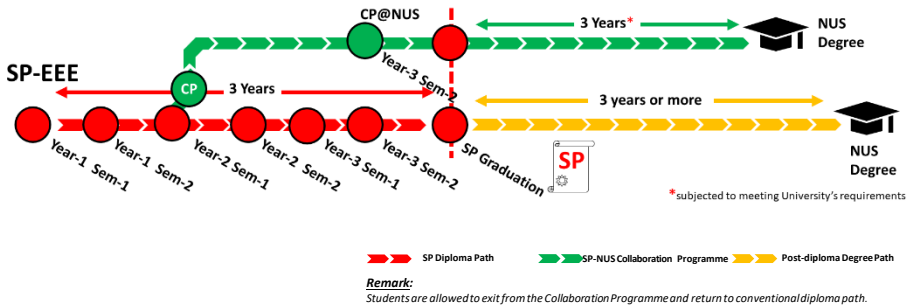 CP@NUS
3 Years*
NUS
Degree
SP-EEE
CP
3 Years
Year-3 Sem-2
3 years or more
Year-1 Sem-1
Year-1 Sem-2
Year-2 Sem-1
Year-2 Sem-2
Year-3 Sem-1
Year-3 Sem-2
SP Graduation
SP
NUS
Degree
*subjected to meeting University's requirements
SP Diploma Path
SP-NUS Collaboration Programme
Post-diploma Degree Path
Remark:
Students are allowed to exit from the Collaboration Programme and return to conventional diploma path.